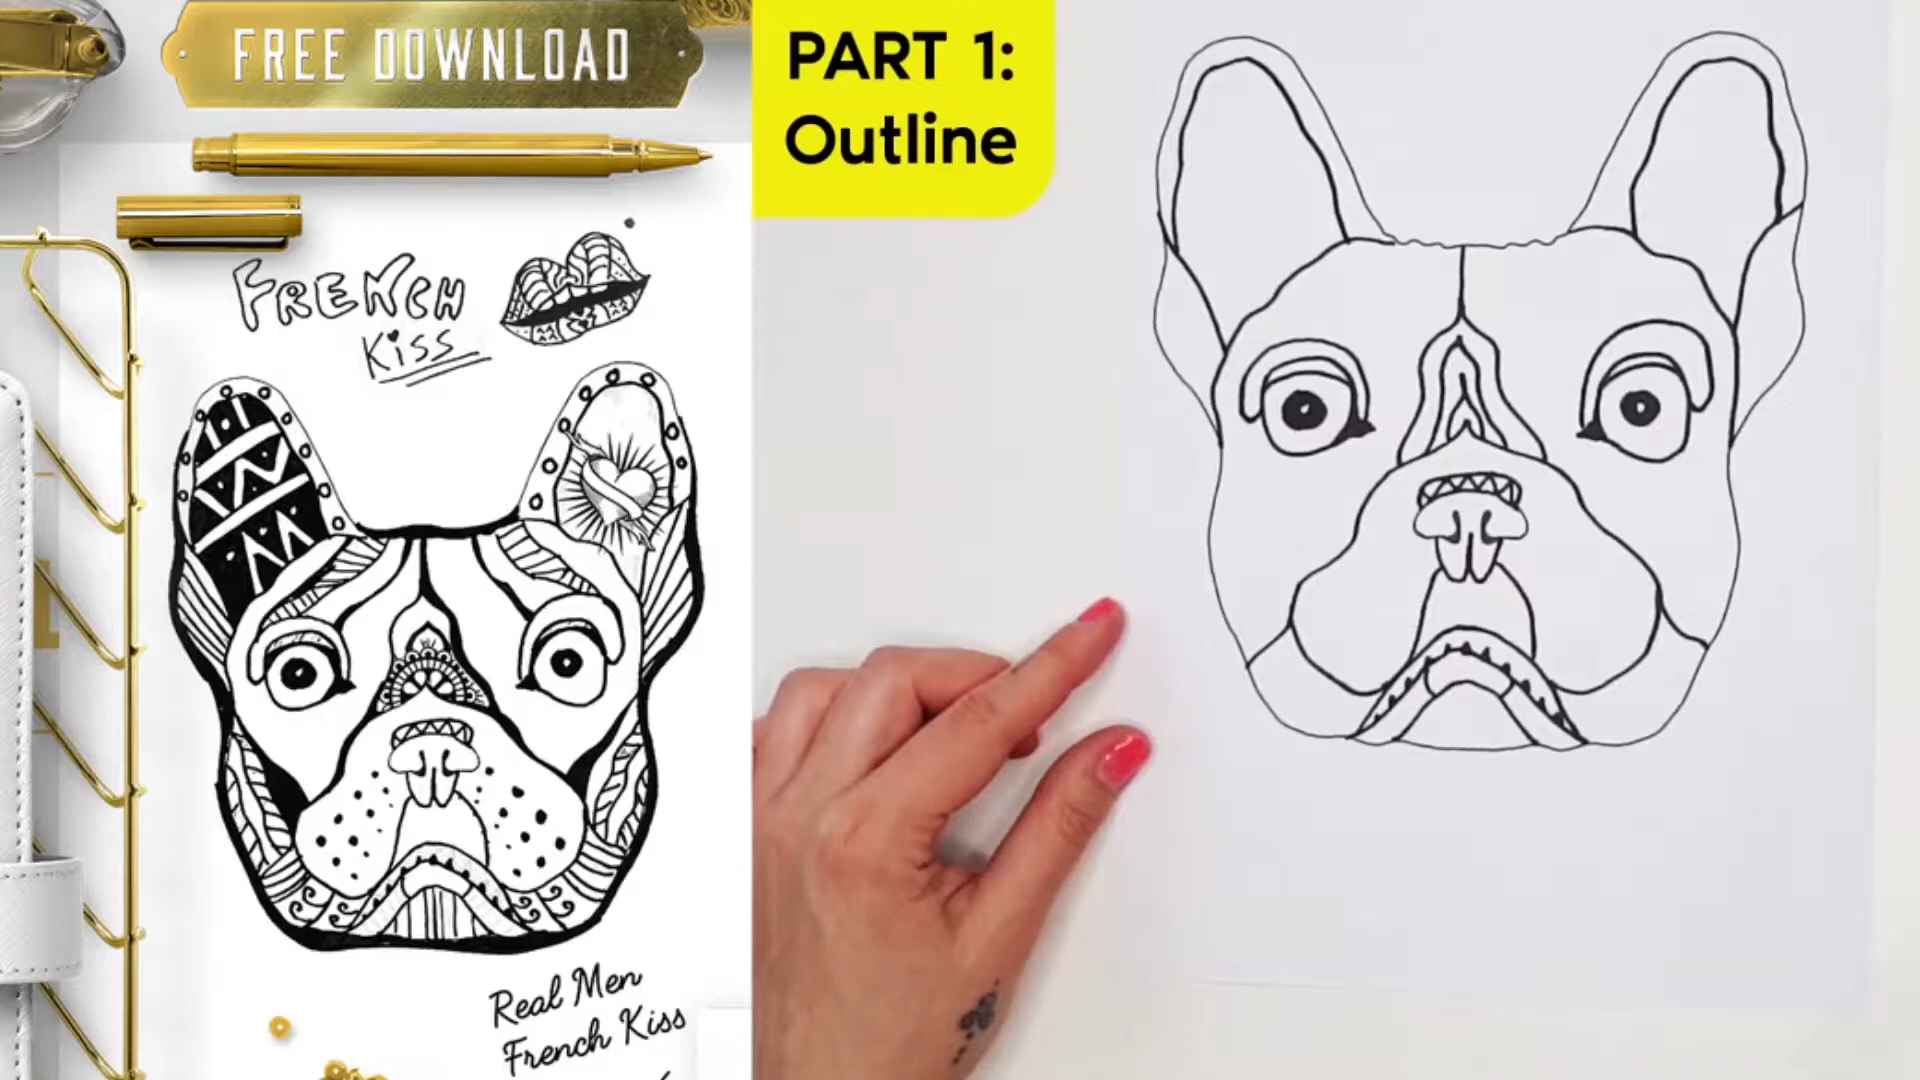 FREE DOWNLOAD
FRENCH
Kiss
Real Men
French Kiss
PART 1:
Outline